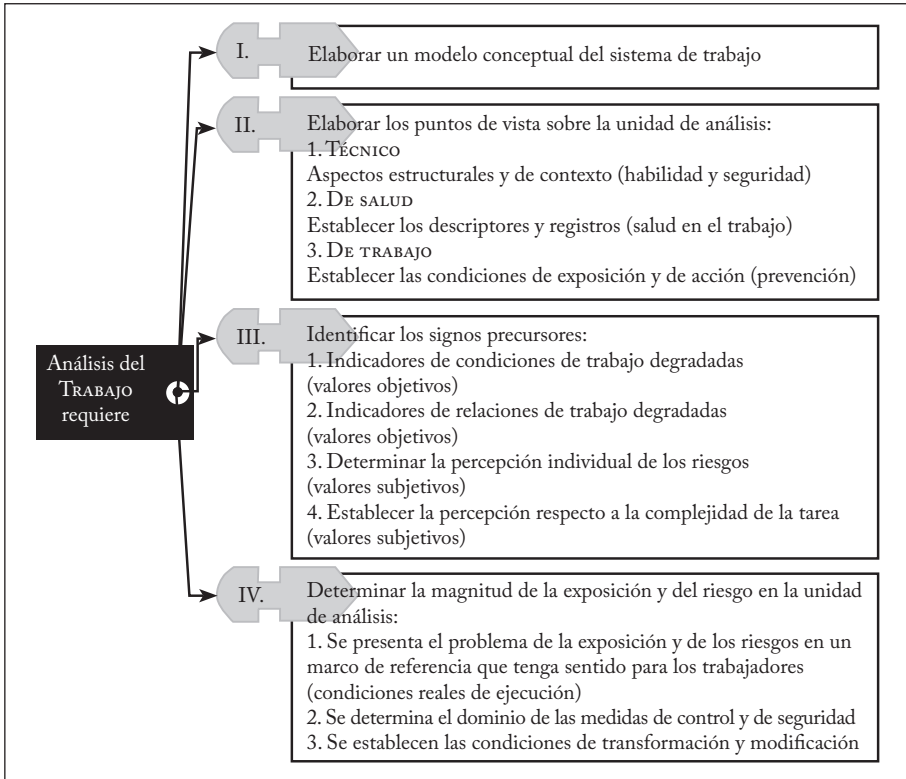 I.
Elaborar un modelo conceptual del sistema de trabajo
II.
Elaborar los puntos de vista sobre la unidad de análisis:
1. Técnico
Aspectos estructurales y de contexto (habilidad y seguridad)
2. De salud
Establecer los descriptores y registros (salud en el trabajo)
3. De trabajo
Establecer las condiciones de exposición y de acción (prevención)
Análisis del
Trabajo
requiere
III.
Identificar los signos precursores:
1. Indicadores de condiciones de trabajo degradadas
(valores objetivos)
2. Indicadores de relaciones de trabajo degradadas
(valores objetivos)
3. Determinar la percepción individual de los riesgos
(valores subjetivos)
4. Establecer la percepción respecto a la complejidad de la tarea
(valores subjetivos)
IV.
Determinar la magnitud de la exposición y del riesgo en la unidad
de análisis:
1. Se presenta el problema de la exposición y de los riesgos en un
marco de referencia que tenga sentido para los trabajadores
(condiciones reales de ejecución)
2. Se determina el dominio de las medidas de control y de seguridad
3. Se establecen las condiciones de transformación y modificación